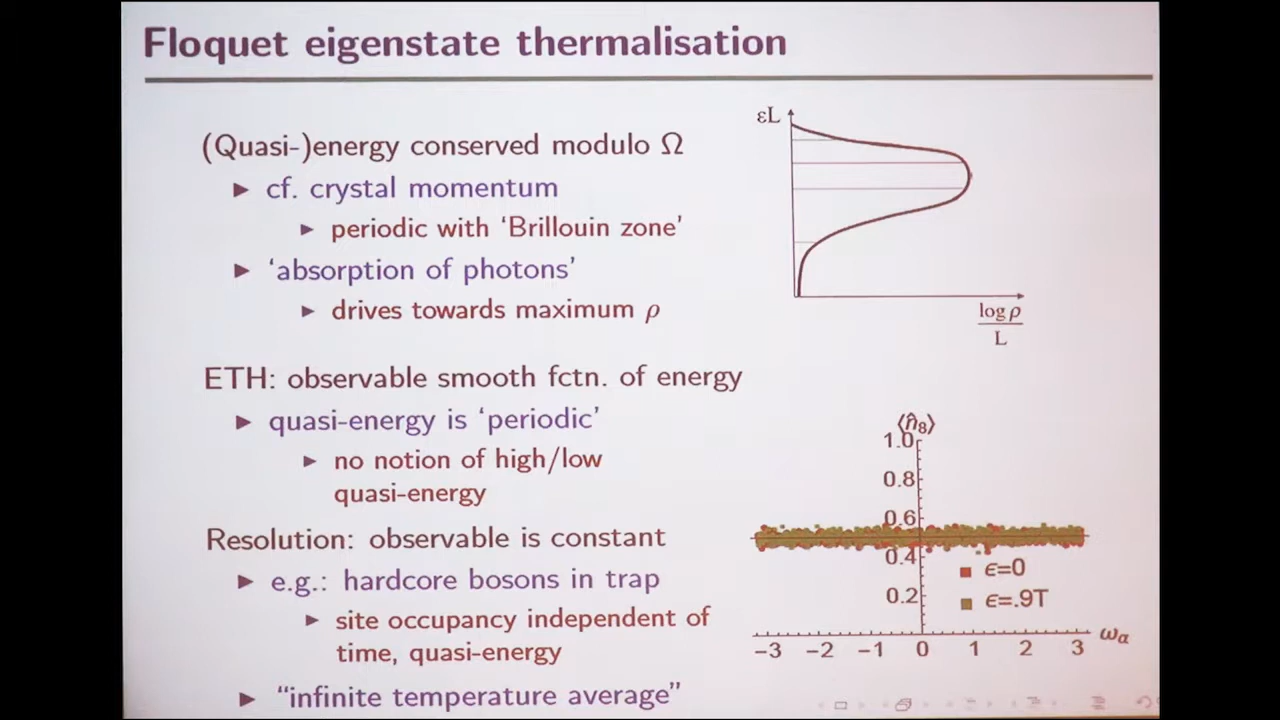 Floquet eigenstate thermalisation
(Quasi-)energy conserved modulo Ω
► cf. crystal momentum
► periodic with ‘Brillouin zone’
► ‘absorption of photons’
► drives towards maximum ρ
εL
log ρ
L
ETH: observable smooth fctn. of energy
► quasi-energy is ‘periodic’
► no notion of high/low
quasi-energy
Resolution: observable is constant
► e.g.: hardcore bosons in trap
► site occupancy independent of
time, quasi-energy
► “infinite temperature average”
⟨n̂₈⟩
1.0
0.8
0.6
0.4
0.2
ϵ=0
ϵ=.9T
-3 -2 -1 0 1 2 3
ωα